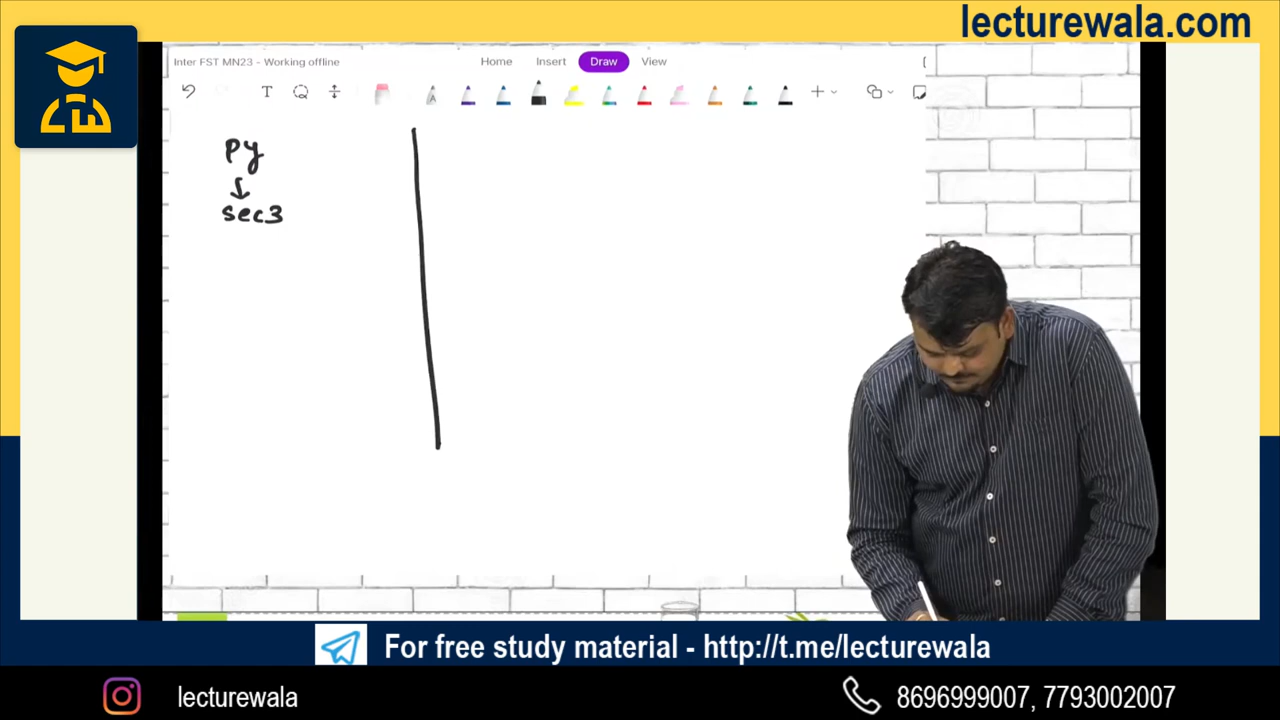 lecturewala.com
Inter FST MN23 - Working offline
Home Insert Draw View
T
A
PY
↓
sec3
For free study material - http://t.me/lecturewala
lecturewala
8696999007, 7793002007